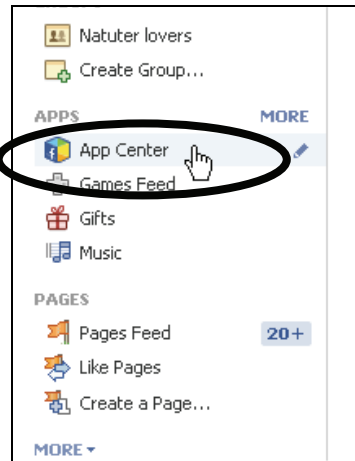 Natuter lovers
Create Group...
APPS MORE
App Center
Games Feed
Gifts
Music
PAGES
Pages Feed 20+
Like Pages
Create a Page...
MORE